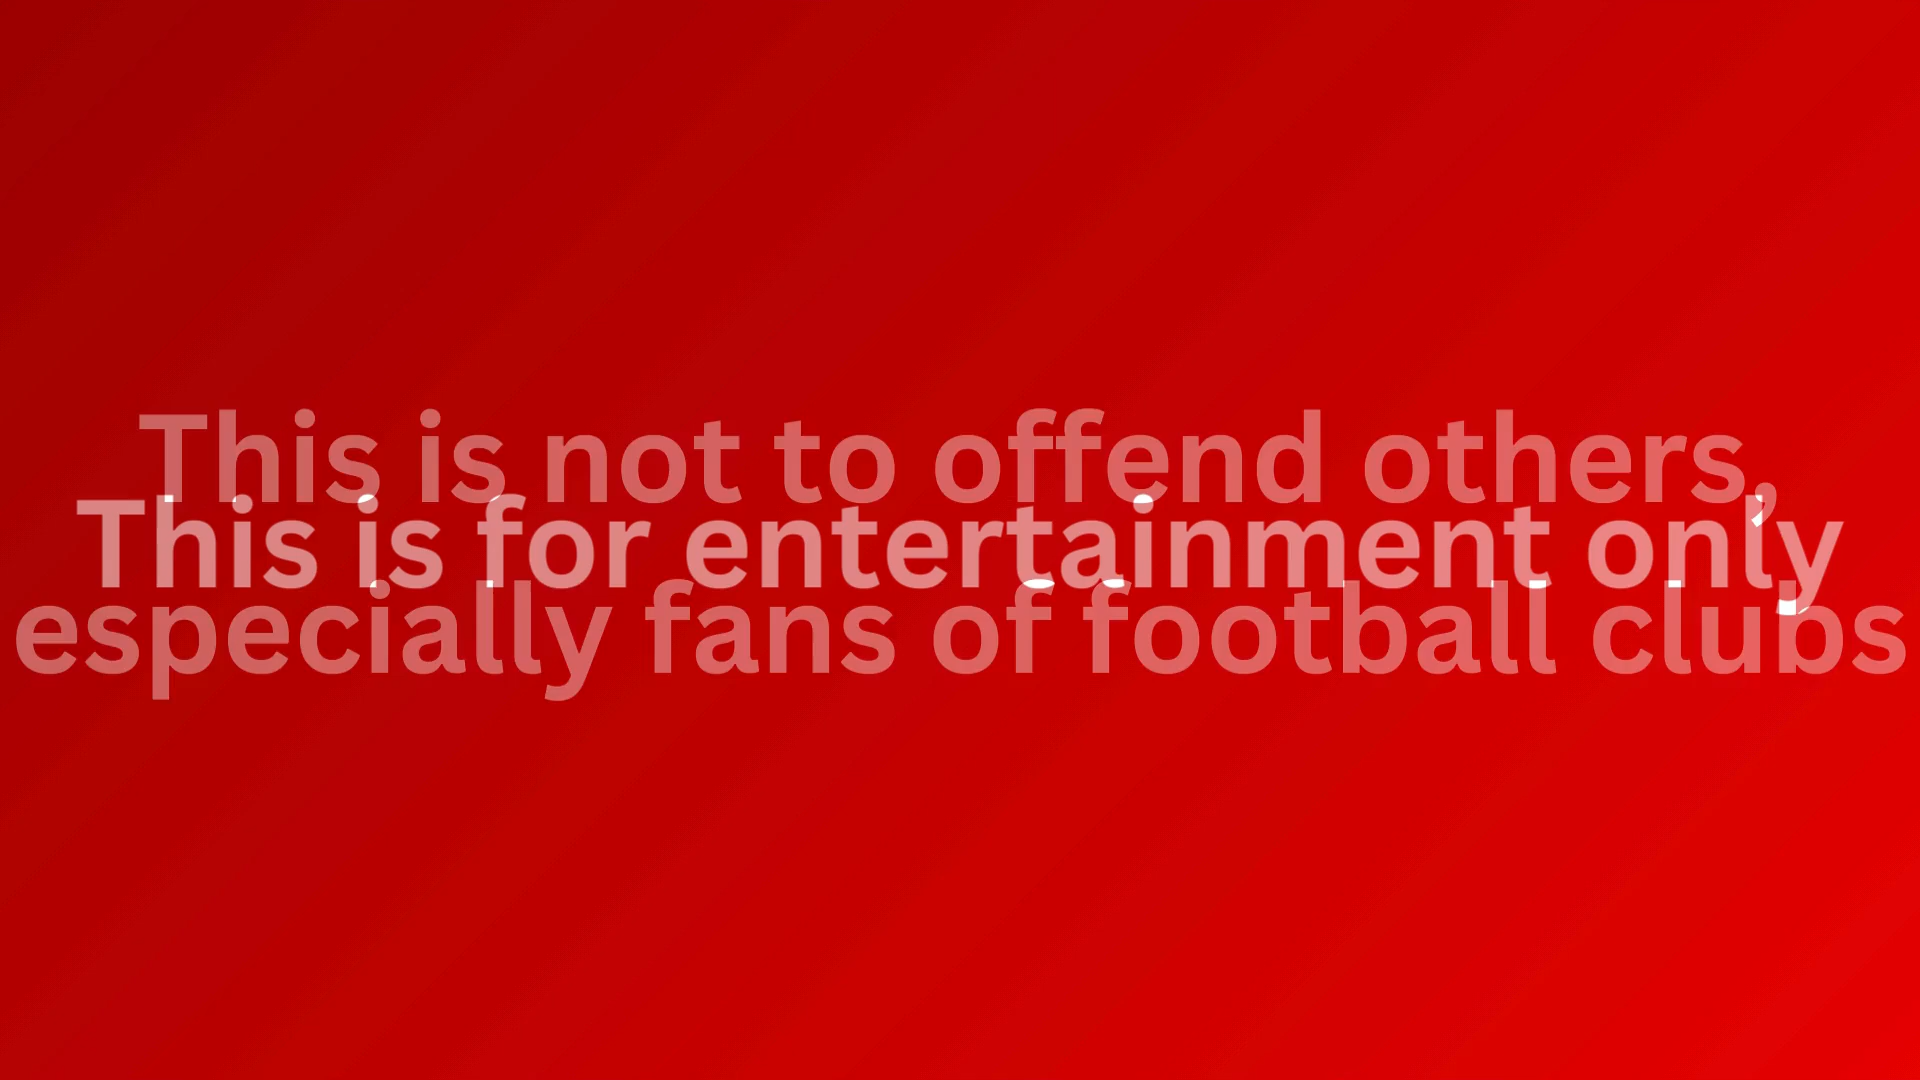 This is not to offend others,
This is for entertainment only
especially fans of football clubs